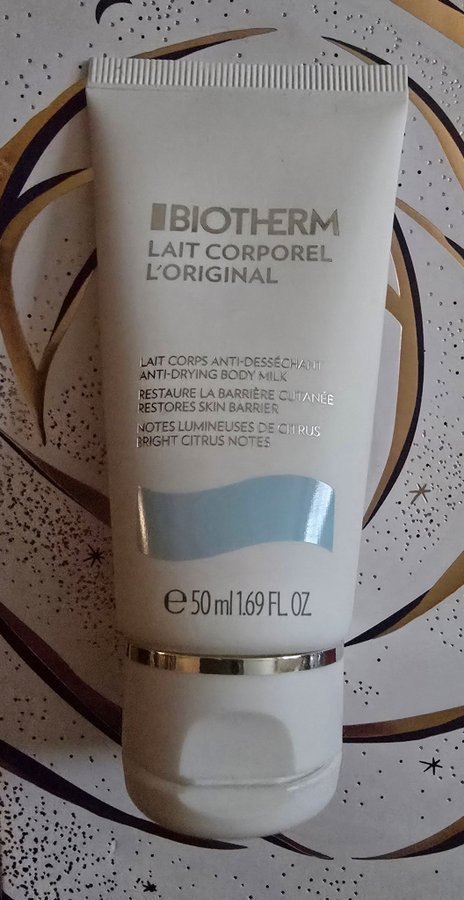 BIOTHERM
LAIT CORPOREL
L'ORIGINAL
LAIT CORPS ANTI-DESSÉCHANT
ANTI-DRYING BODY MILK
RESTAURE LA BARRIÈRE CUTANÉE
RESTORES SKIN BARRIER
NOTES LUMINEUSES DE CITRUS
BRIGHT CITRUS NOTES
e 50 ml 1.69 FL OZ